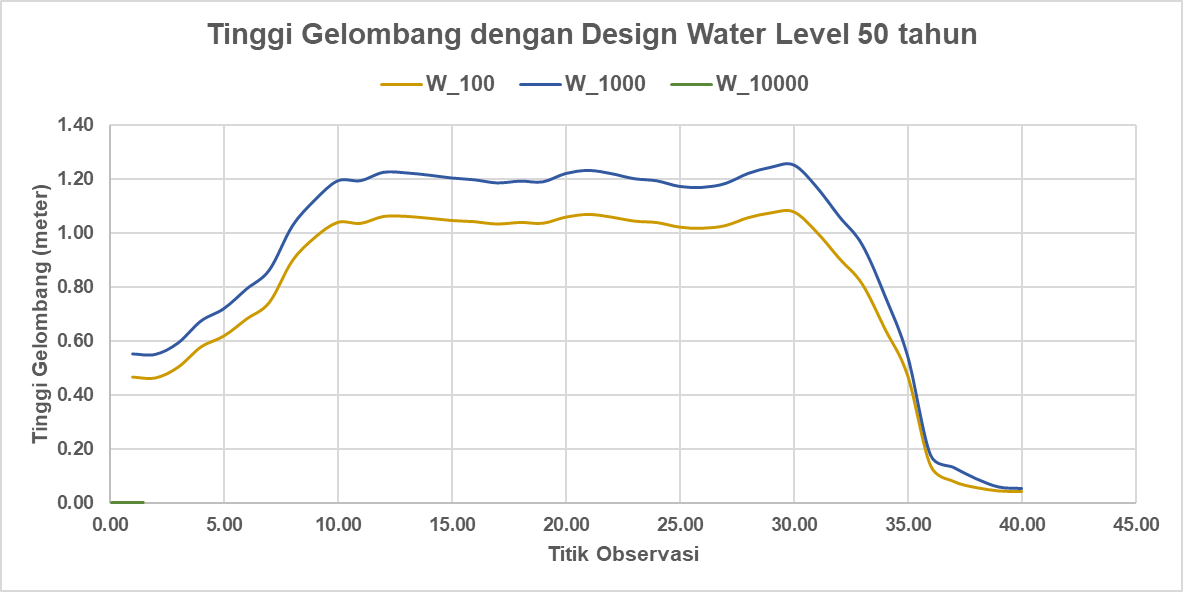 Tinggi Gelombang dengan Design Water Level 50 tahun
W_100 W_1000 W_10000
1.40
1.20
1.00
0.80
0.60
0.40
0.20
0.00
Tinggi Gelombang (meter)
0.00 5.00 10.00 15.00 20.00 25.00 30.00 35.00 40.00 45.00
Titik Observasi